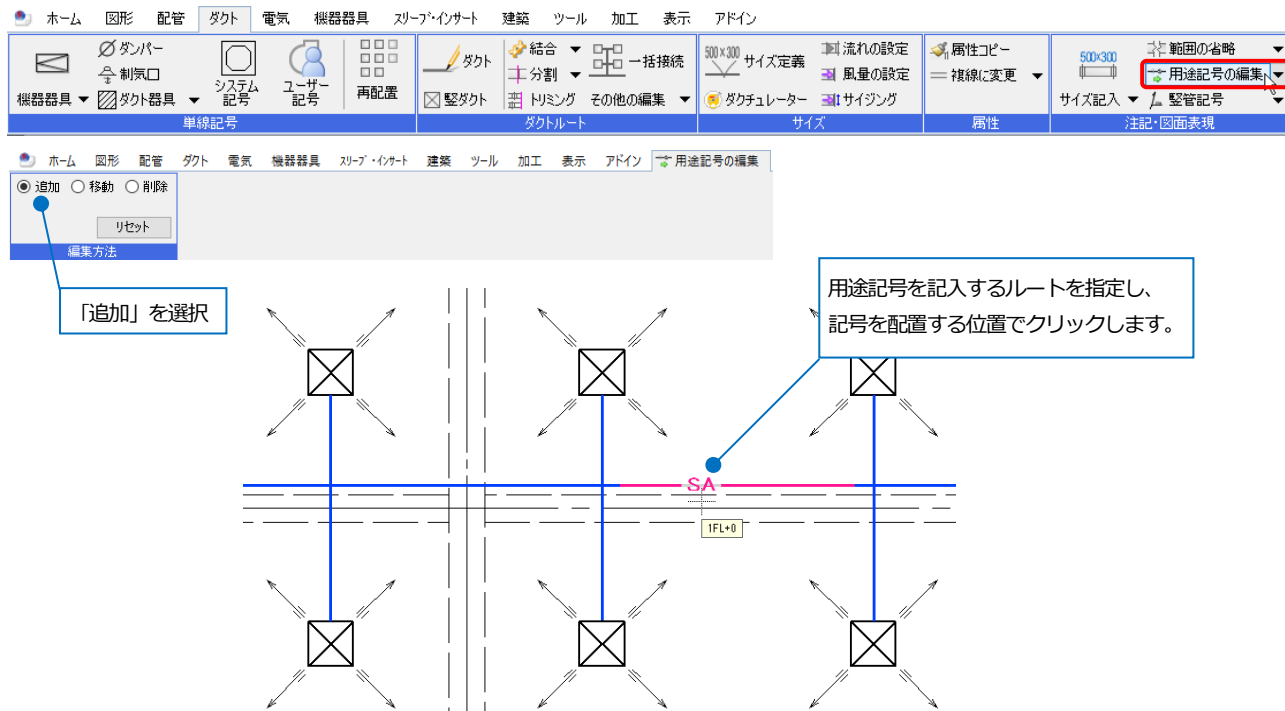 ホーム 図形 配管 ダクト 電気 機器器具 スリーブ・インサート 建築 ツール 加工 表示 アドイン
機器器具 ダンパー 制気口 ダクト器具 システム記号 ユーザー記号 再配置
単線記号
ダクト 竪ダクト 結合 分割 トリミング 一括接続 その他の編集
ダクトルート
500×300 サイズ定義 ダクチュレーター 流れの設定 風量の設定 サイジング
サイズ
属性コピー 複線に変更
属性
500×300 サイズ記入 範囲の省略 用途記号の編集 竪管記号
注記・図面表現
ホーム 図形 配管 ダクト 電気 機器器具 スリーブ・インサート 建築 ツール 加工 表示 アドイン 用途記号の編集
追加 移動 削除
リセット
編集方法
「追加」を選択
用途記号を記入するルートを指定し、
記号を配置する位置でクリックします。
SA
1FL+0